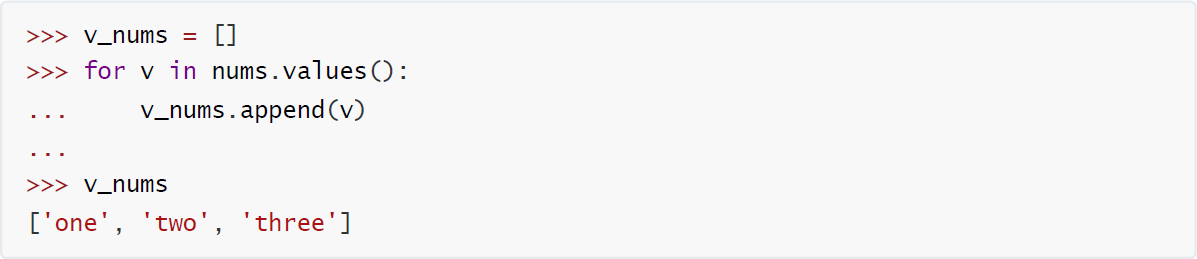 >>> v_nums = []
>>> for v in nums.values():
...     v_nums.append(v)
...
>>> v_nums
['one', 'two', 'three']